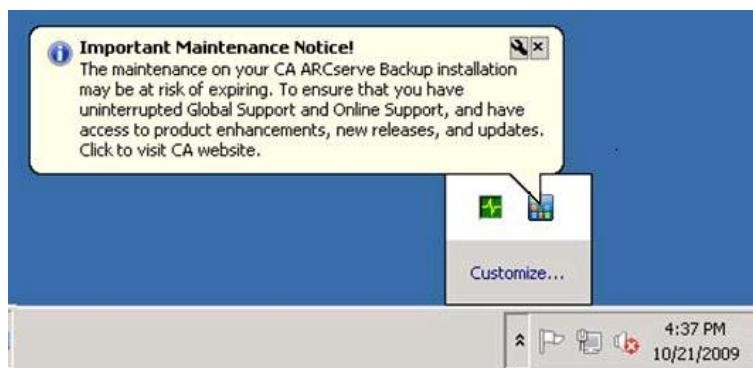 Important Maintenance Notice!
The maintenance on your CA ARCserve Backup installation
may be at risk of expiring. To ensure that you have
uninterrupted Global Support and Online Support, and have
access to product enhancements, new releases, and updates.
Click to visit CA website.
Customize...
4:37 PM
10/21/2009